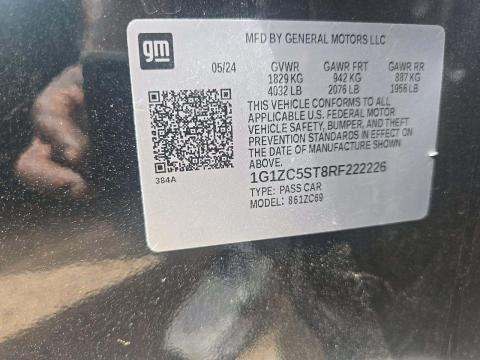 gm
MFD BY GENERAL MOTORS LLC
05/24 GVWR GAWR FRT GAWR RR
1829 KG 942 KG 887 KG
4032 LB 2076 LB 1956 LB
THIS VEHICLE CONFORMS TO ALL
APPLICABLE U.S. FEDERAL MOTOR
VEHICLE SAFETY, BUMPER, AND THEFT
PREVENTION STANDARDS IN EFFECT ON
THE DATE OF MANUFACTURE SHOWN
ABOVE.
384A
1G1ZC5ST8RF222226
TYPE: PASS CAR
MODEL: 861ZC69